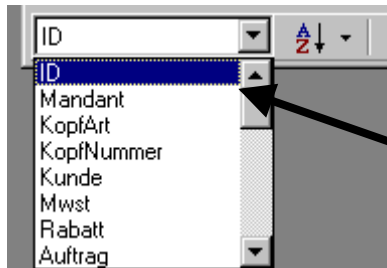 ID
A
Z
ID
Mandant
KopfArt
KopfNummer
Kunde
Mwst
Rabatt
Auftrag